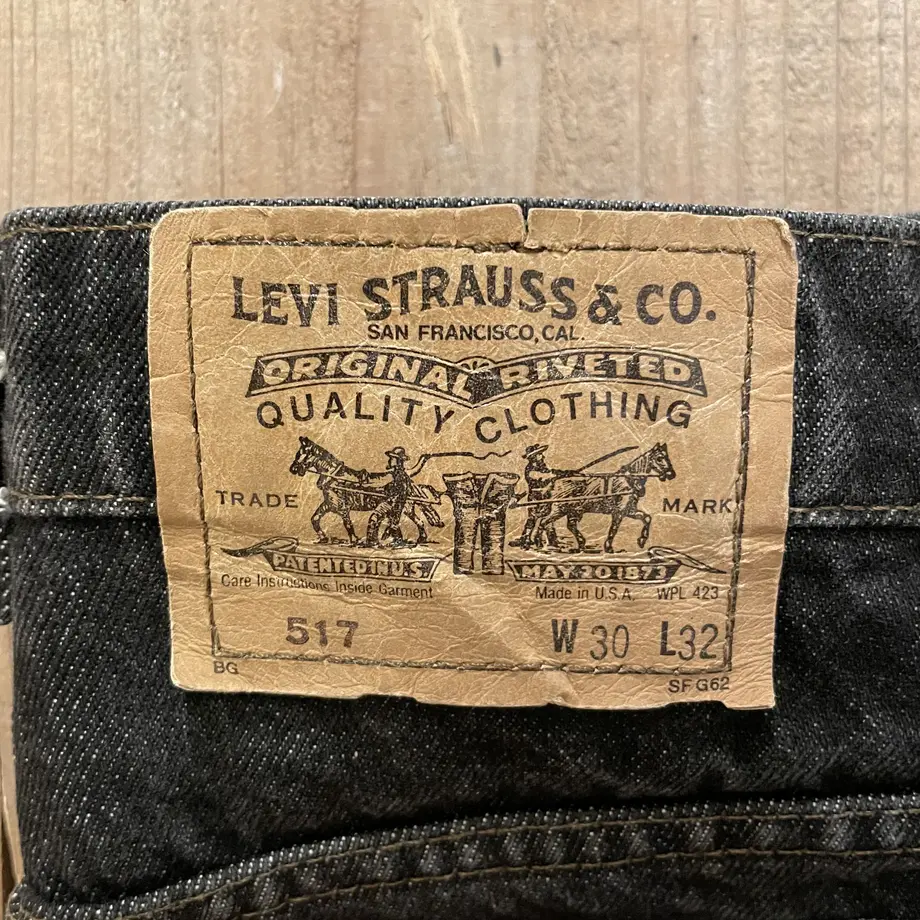 LEVI STRAUSS & CO.
SAN FRANCISCO, CAL.
ORIGINAL RIVETED
QUALITY CLOTHING
TRADE MARK
PATENTED IN U.S. MAY 20 1873
Care Instructions Inside Garment Made in U.S.A. WPL 423
517 W 30 L 32
BG SF G62